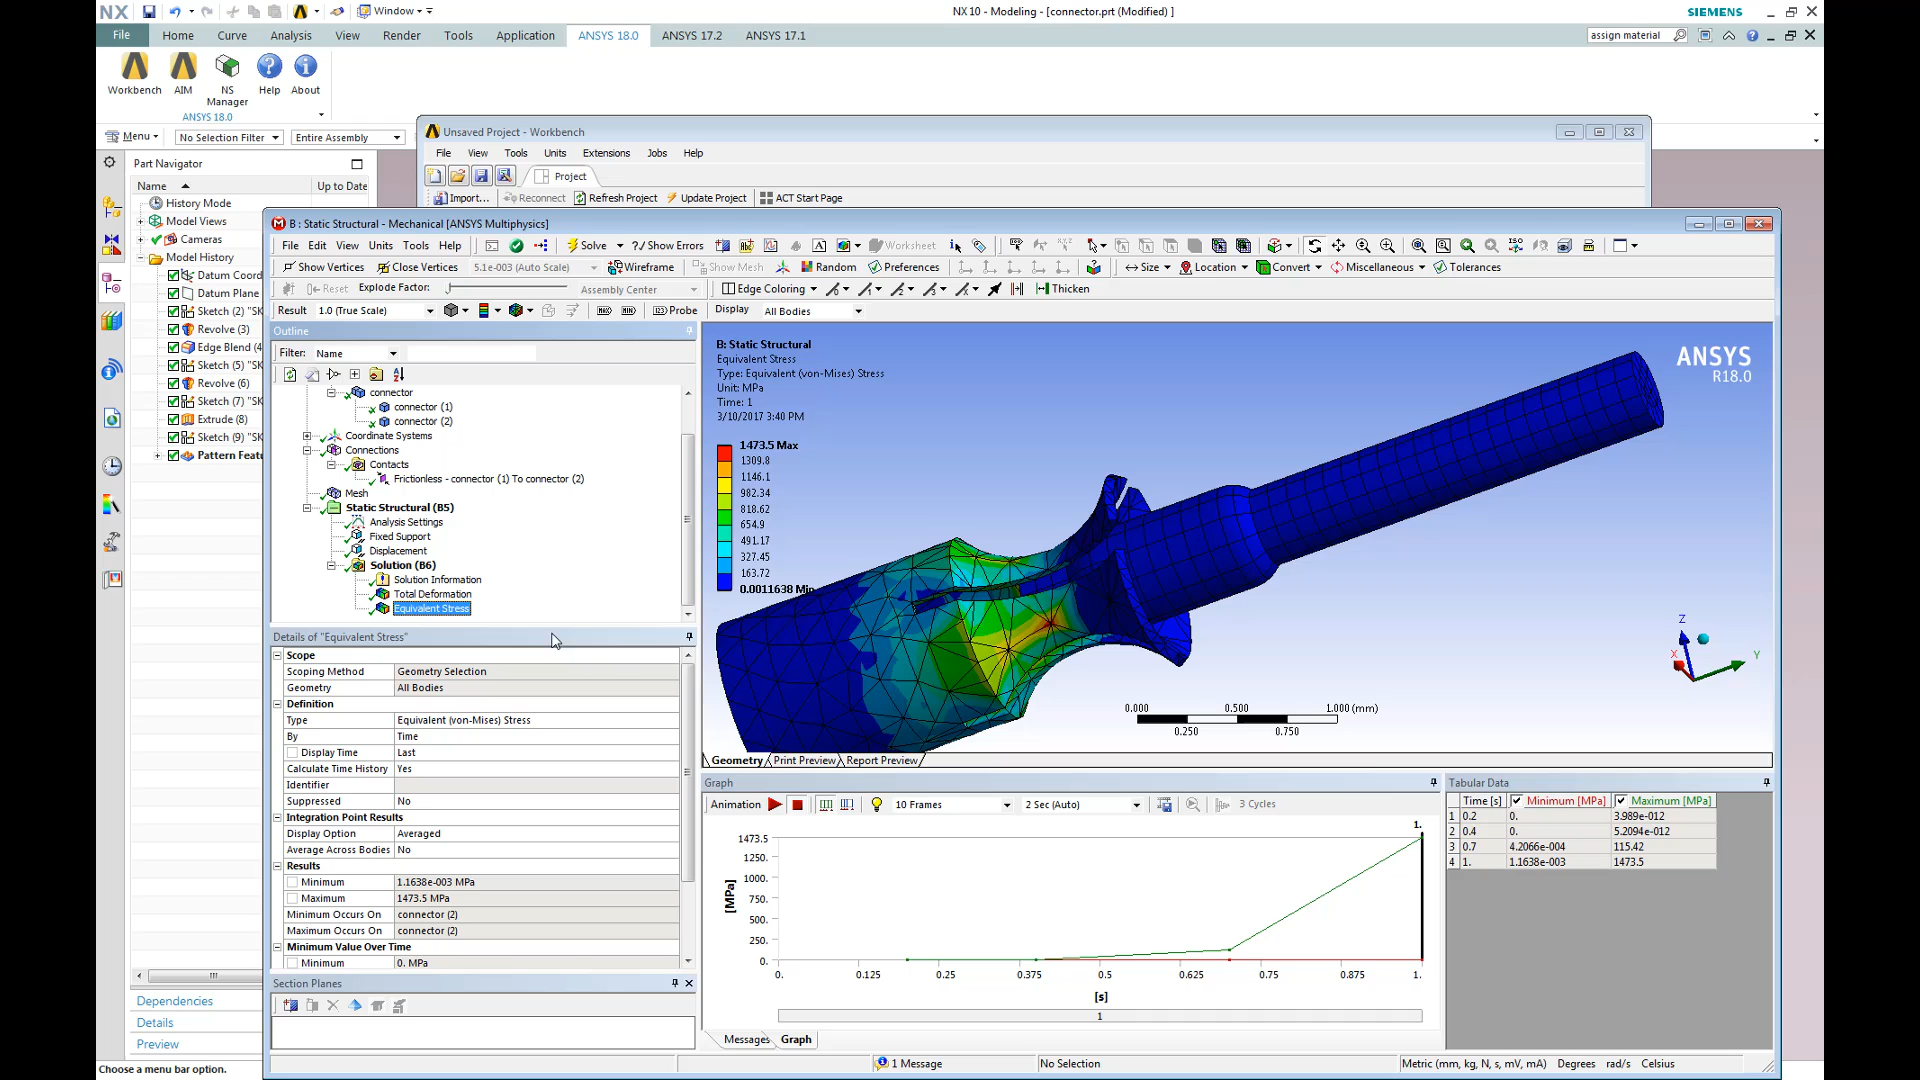 NX
Window
NX 10 - Modeling - [connector.prt (Modified) ]
SIEMENS
File Home Curve Analysis View Render Tools Application ANSYS 18.0 ANSYS 17.2 ANSYS 17.1
assign material
Workbench AIM NS Manager Help About
ANSYS 18.0
Menu No Selection Filter Entire Assembly
Part Navigator
Name Up to Date
History Mode
Model Views
Cameras
Model History
Datum Coord
Datum Plane
Sketch (2) "SK
Revolve (3)
Edge Blend (4
Sketch (5) "SK
Revolve (6)
Sketch (7) "SK
Extrude (8)
Sketch (9) "SK
Pattern Featu
Dependencies
Details
Preview
Choose a menu bar option.
Unsaved Project - Workbench
File View Tools Units Extensions Jobs Help
Project
Import... Reconnect Refresh Project Update Project ACT Start Page
B : Static Structural - Mechanical [ANSYS Multiphysics]
File Edit View Units Tools Help Solve ?/ Show Errors Worksheet
Show Vertices Close Vertices 5.1e-003 (Auto Scale) Wireframe Show Mesh Random Preferences Size Location Convert Miscellaneous Tolerances
Reset Explode Factor: Assembly Center Edge Coloring Thicken
Result 1.0 (True Scale) Probe Display All Bodies
Outline
Filter: Name
connector
connector (1)
connector (2)
Coordinate Systems
Connections
Contacts
Frictionless - connector (1) To connector (2)
Mesh
Static Structural (B5)
Analysis Settings
Fixed Support
Displacement
Solution (B6)
Solution Information
Total Deformation
Equivalent Stress
Details of "Equivalent Stress"
Scope
Scoping Method Geometry Selection
Geometry All Bodies
Definition
Type Equivalent (von-Mises) Stress
By Time
Display Time Last
Calculate Time History Yes
Identifier
Suppressed No
Integration Point Results
Display Option Averaged
Average Across Bodies No
Results
Minimum 1.1638e-003 MPa
Maximum 1473.5 MPa
Minimum Occurs On connector (2)
Maximum Occurs On connector (2)
Minimum Value Over Time
Minimum 0. MPa
Section Planes
B: Static Structural
Equivalent Stress
Type: Equivalent (von-Mises) Stress
Unit: MPa
Time: 1
3/10/2017 3:40 PM
1473.5 Max
1309.8
1146.1
982.34
818.62
654.9
491.17
327.45
163.72
0.0011638 Min
ANSYS
R18.0
Z
X
Y
0.000 0.500 1.000 (mm)
0.250 0.750
Geometry Print Preview Report Preview
Graph
Animation 10 Frames 2 Sec (Auto) 3 Cycles
1.
1473.5
1250.
1000.
750.
500.
250.
0.
[MPa]
0. 0.125 0.25 0.375 0.5 0.625 0.75 0.875 1.
[s]
1
Messages Graph
Tabular Data
Time [s] Minimum [MPa] Maximum [MPa]
1 0.2 0. 3.989e-012
2 0.4 0. 5.2094e-012
3 0.7 4.2066e-004 115.42
4 1. 1.1638e-003 1473.5
1 Message No Selection Metric (mm, kg, N, s, mV, mA) Degrees rad/s Celsius